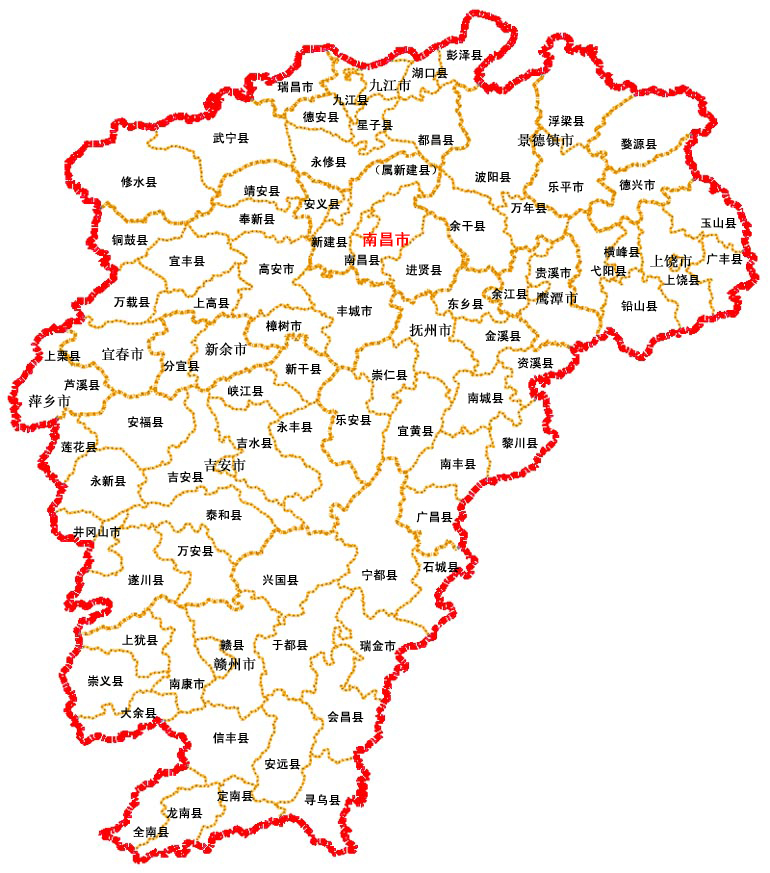 彭泽县
湖口县
瑞昌市
九江市
九江县
德安县
星子县
浮梁县
武宁县
都昌县
景德镇市
婺源县
永修县
（属新建县）
修水县
靖安县
波阳县
乐平市
德兴市
安义县
万年县
奉新县
余干县
玉山县
铜鼓县
新建县
南昌市
横峰县
宜丰县
南昌县
上饶市
广丰县
高安市
进贤县
贵溪市
弋阳县
上饶县
万载县
上高县
余江县
鹰潭市
丰城市
东乡县
铅山县
樟树市
抚州市
金溪县
上栗县
宜春市
新余市
分宜县
新干县
资溪县
芦溪县
崇仁县
萍乡市
峡江县
南城县
安福县
永丰县
乐安县
宜黄县
莲花县
吉水县
黎川县
吉安市
南丰县
永新县
吉安县
泰和县
广昌县
井冈山市
万安县
石城县
遂川县
兴国县
宁都县
上犹县
赣县
于都县
瑞金市
赣州市
崇义县
南康市
大余县
会昌县
信丰县
安远县
定南县
寻乌县
龙南县
全南县